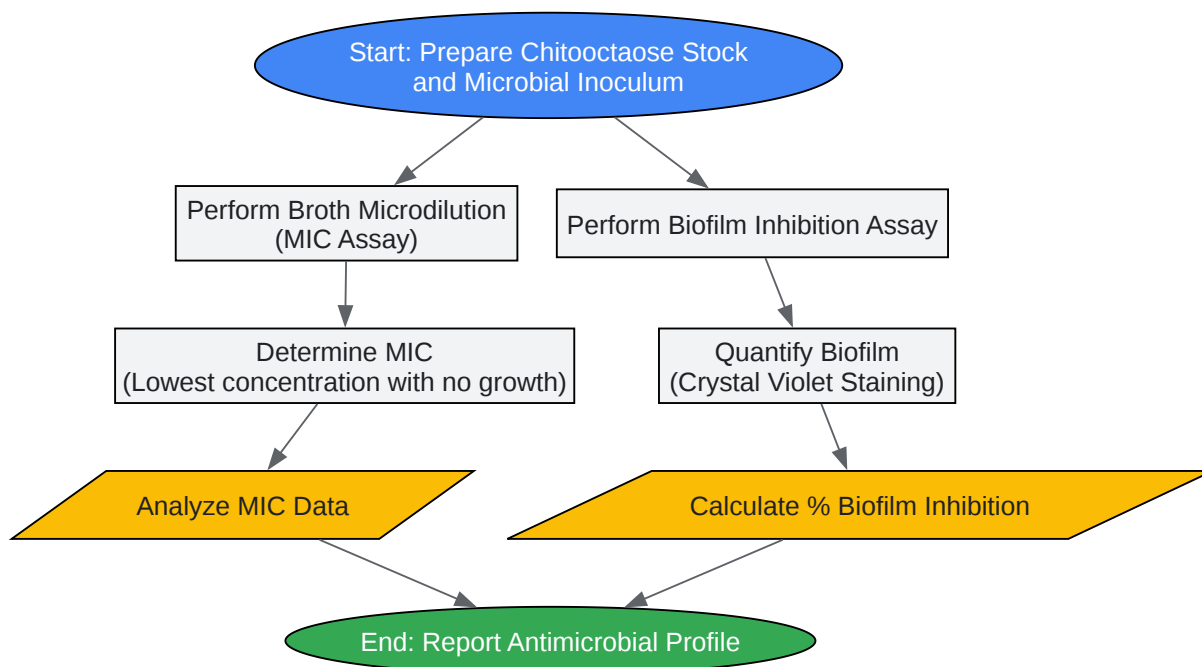 Start: Prepare Chitooctaose Stock
and Microbial Inoculum
Perform Broth Microdilution
(MIC Assay)
Perform Biofilm Inhibition Assay
Determine MIC
(Lowest concentration with no growth)
Quantify Biofilm
(Crystal Violet Staining)
Analyze MIC Data
Calculate % Biofilm Inhibition
End: Report Antimicrobial Profile